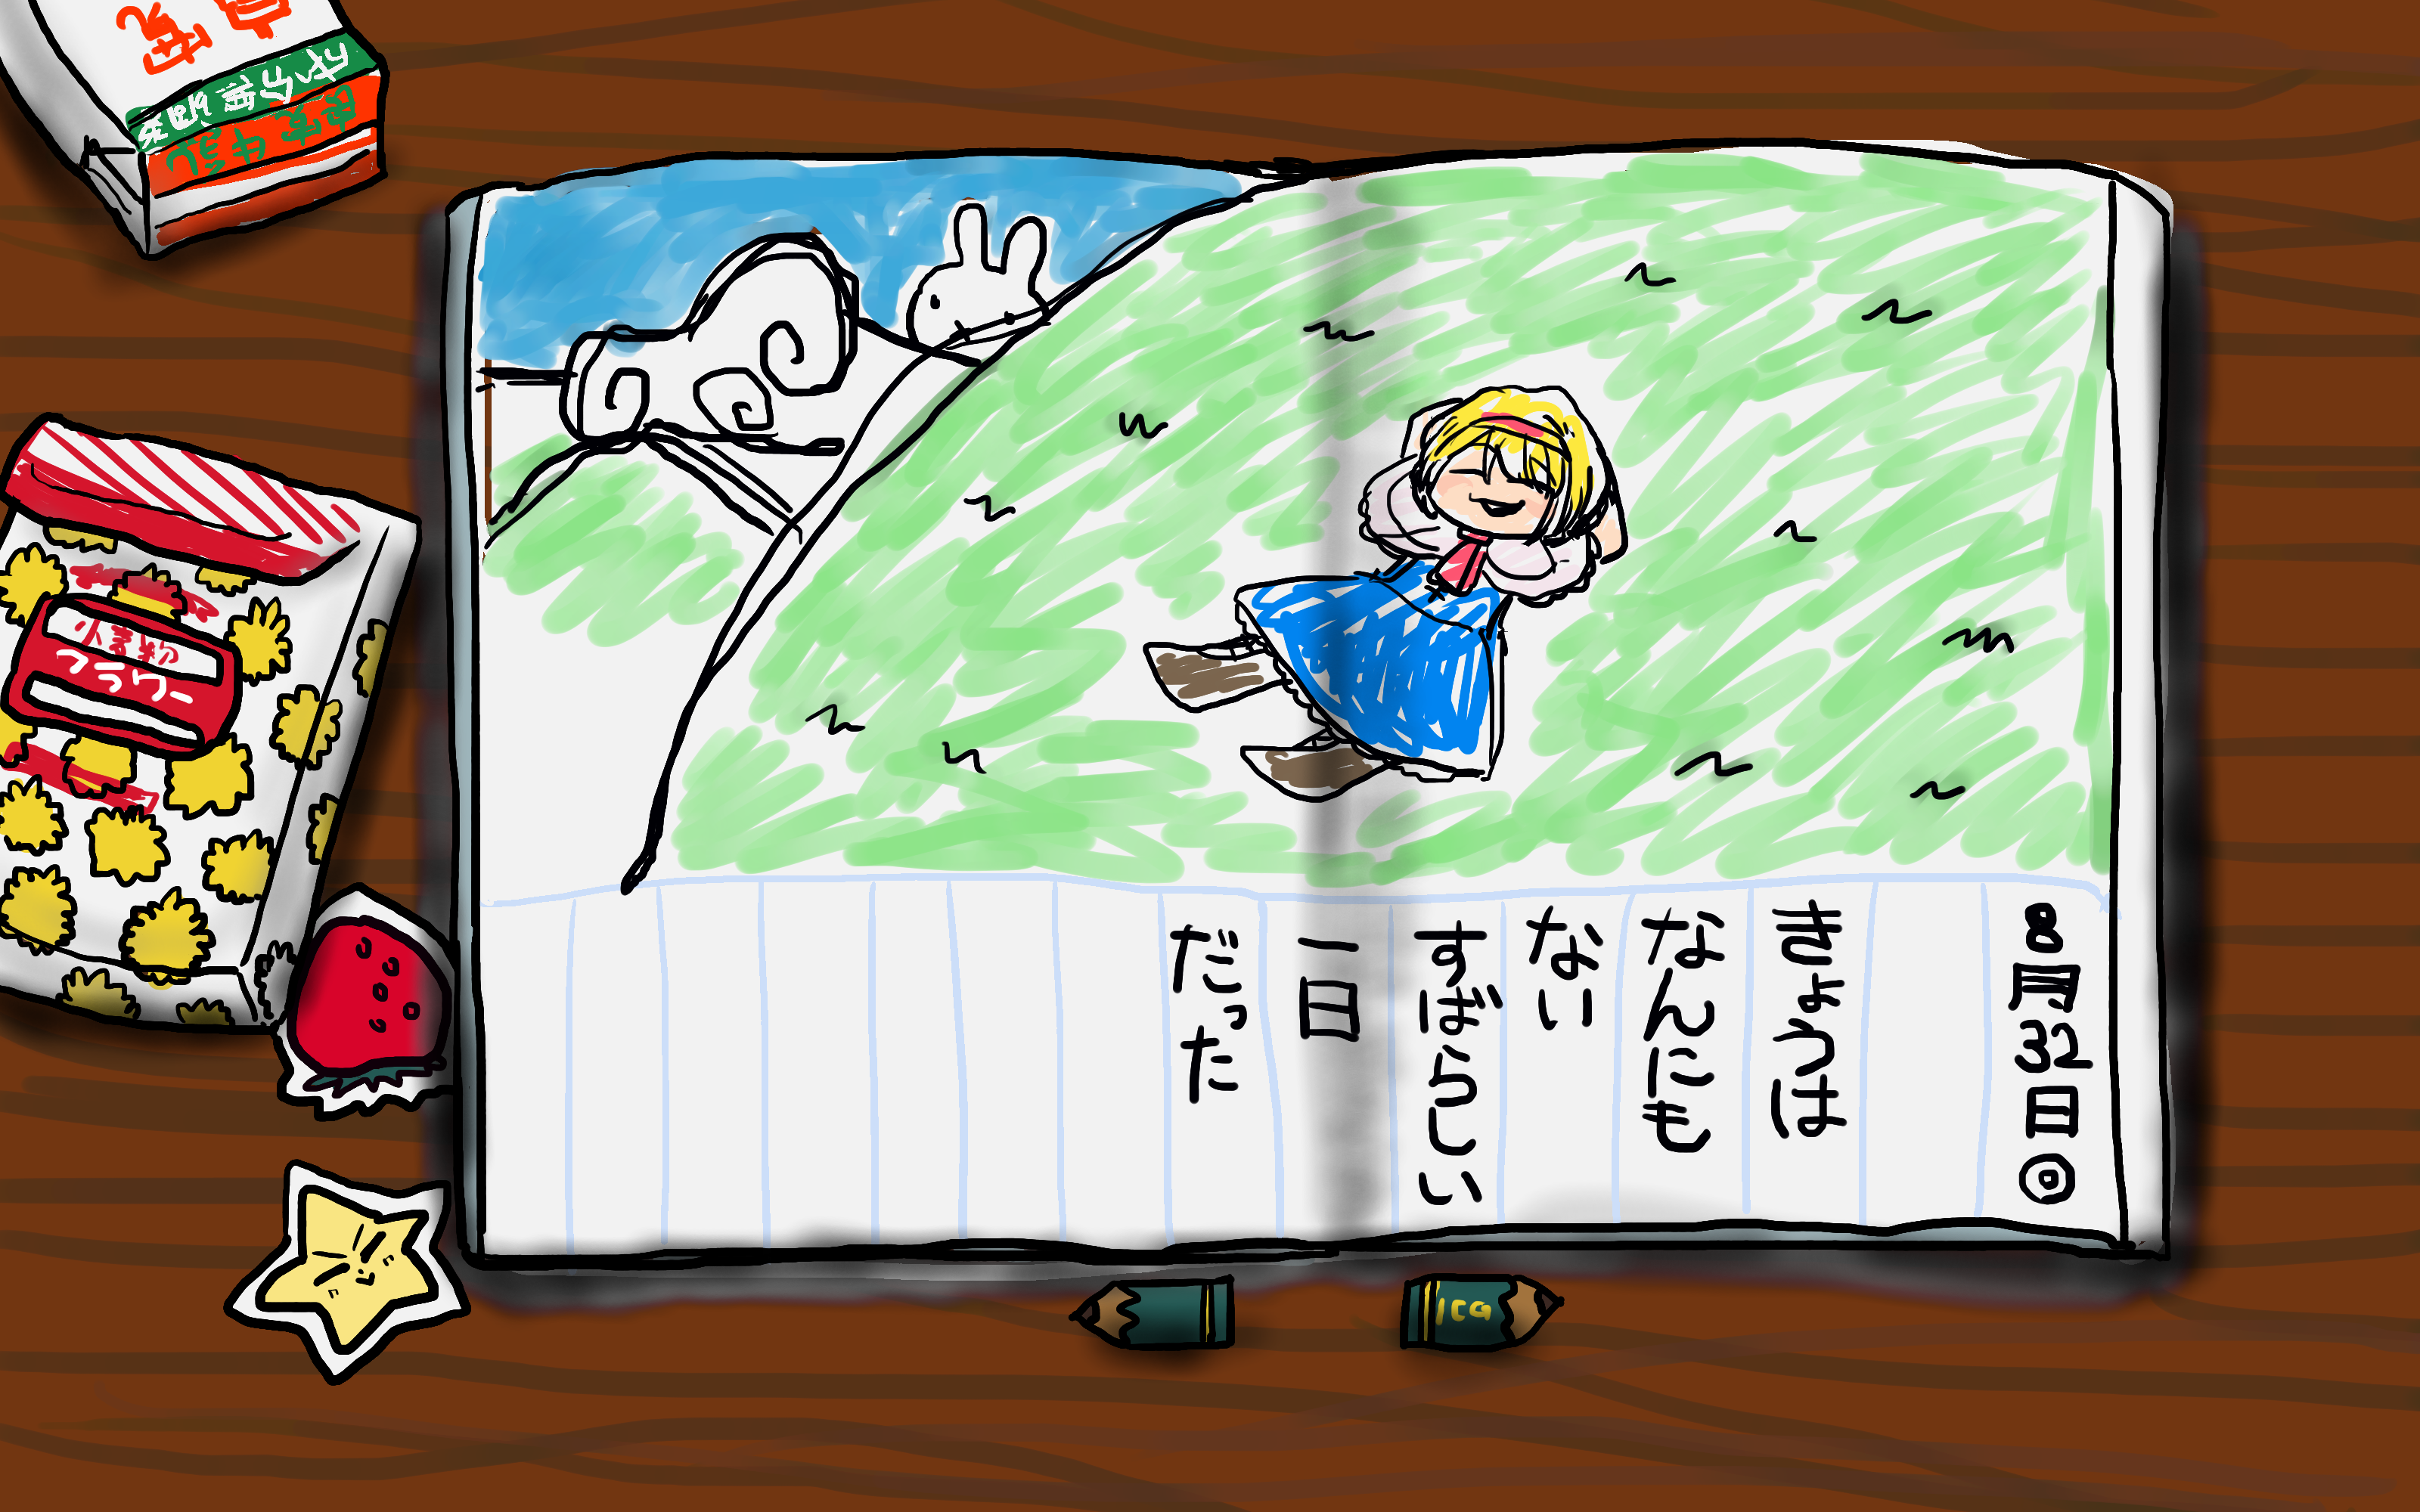 8月32日◎
きょうは
なんにも
ない
すばらしい
一日
だった
小麦粉
フラワー